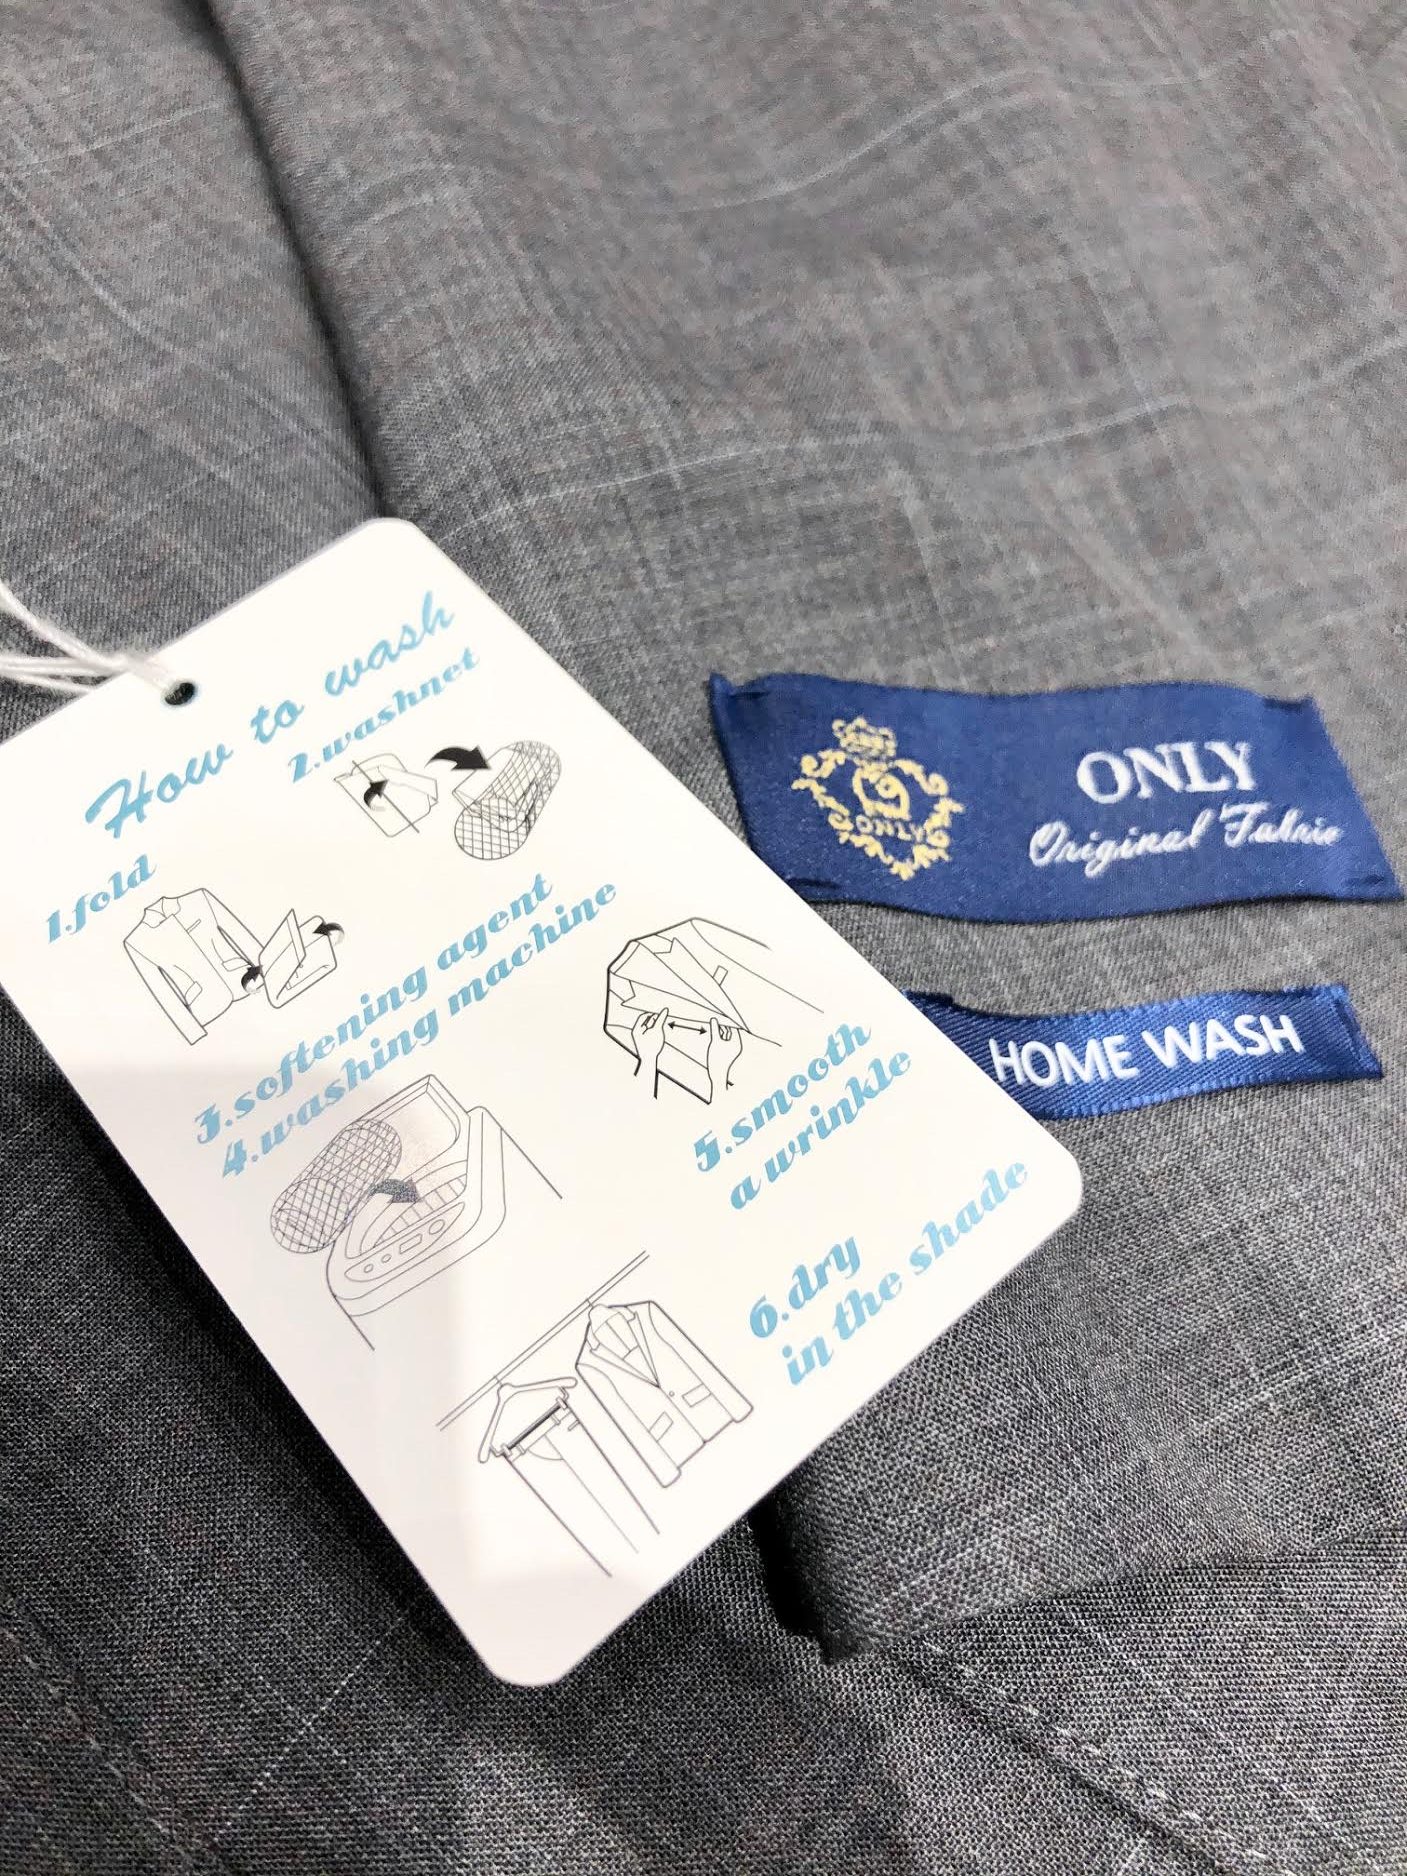 How to wash
1.fold
2.washnet
3.softening agent
4.washing machine
5.smooth
a wrinkle
6.dry
in the shade
ONLY
ONLY
Original Fabric
HOME WASH